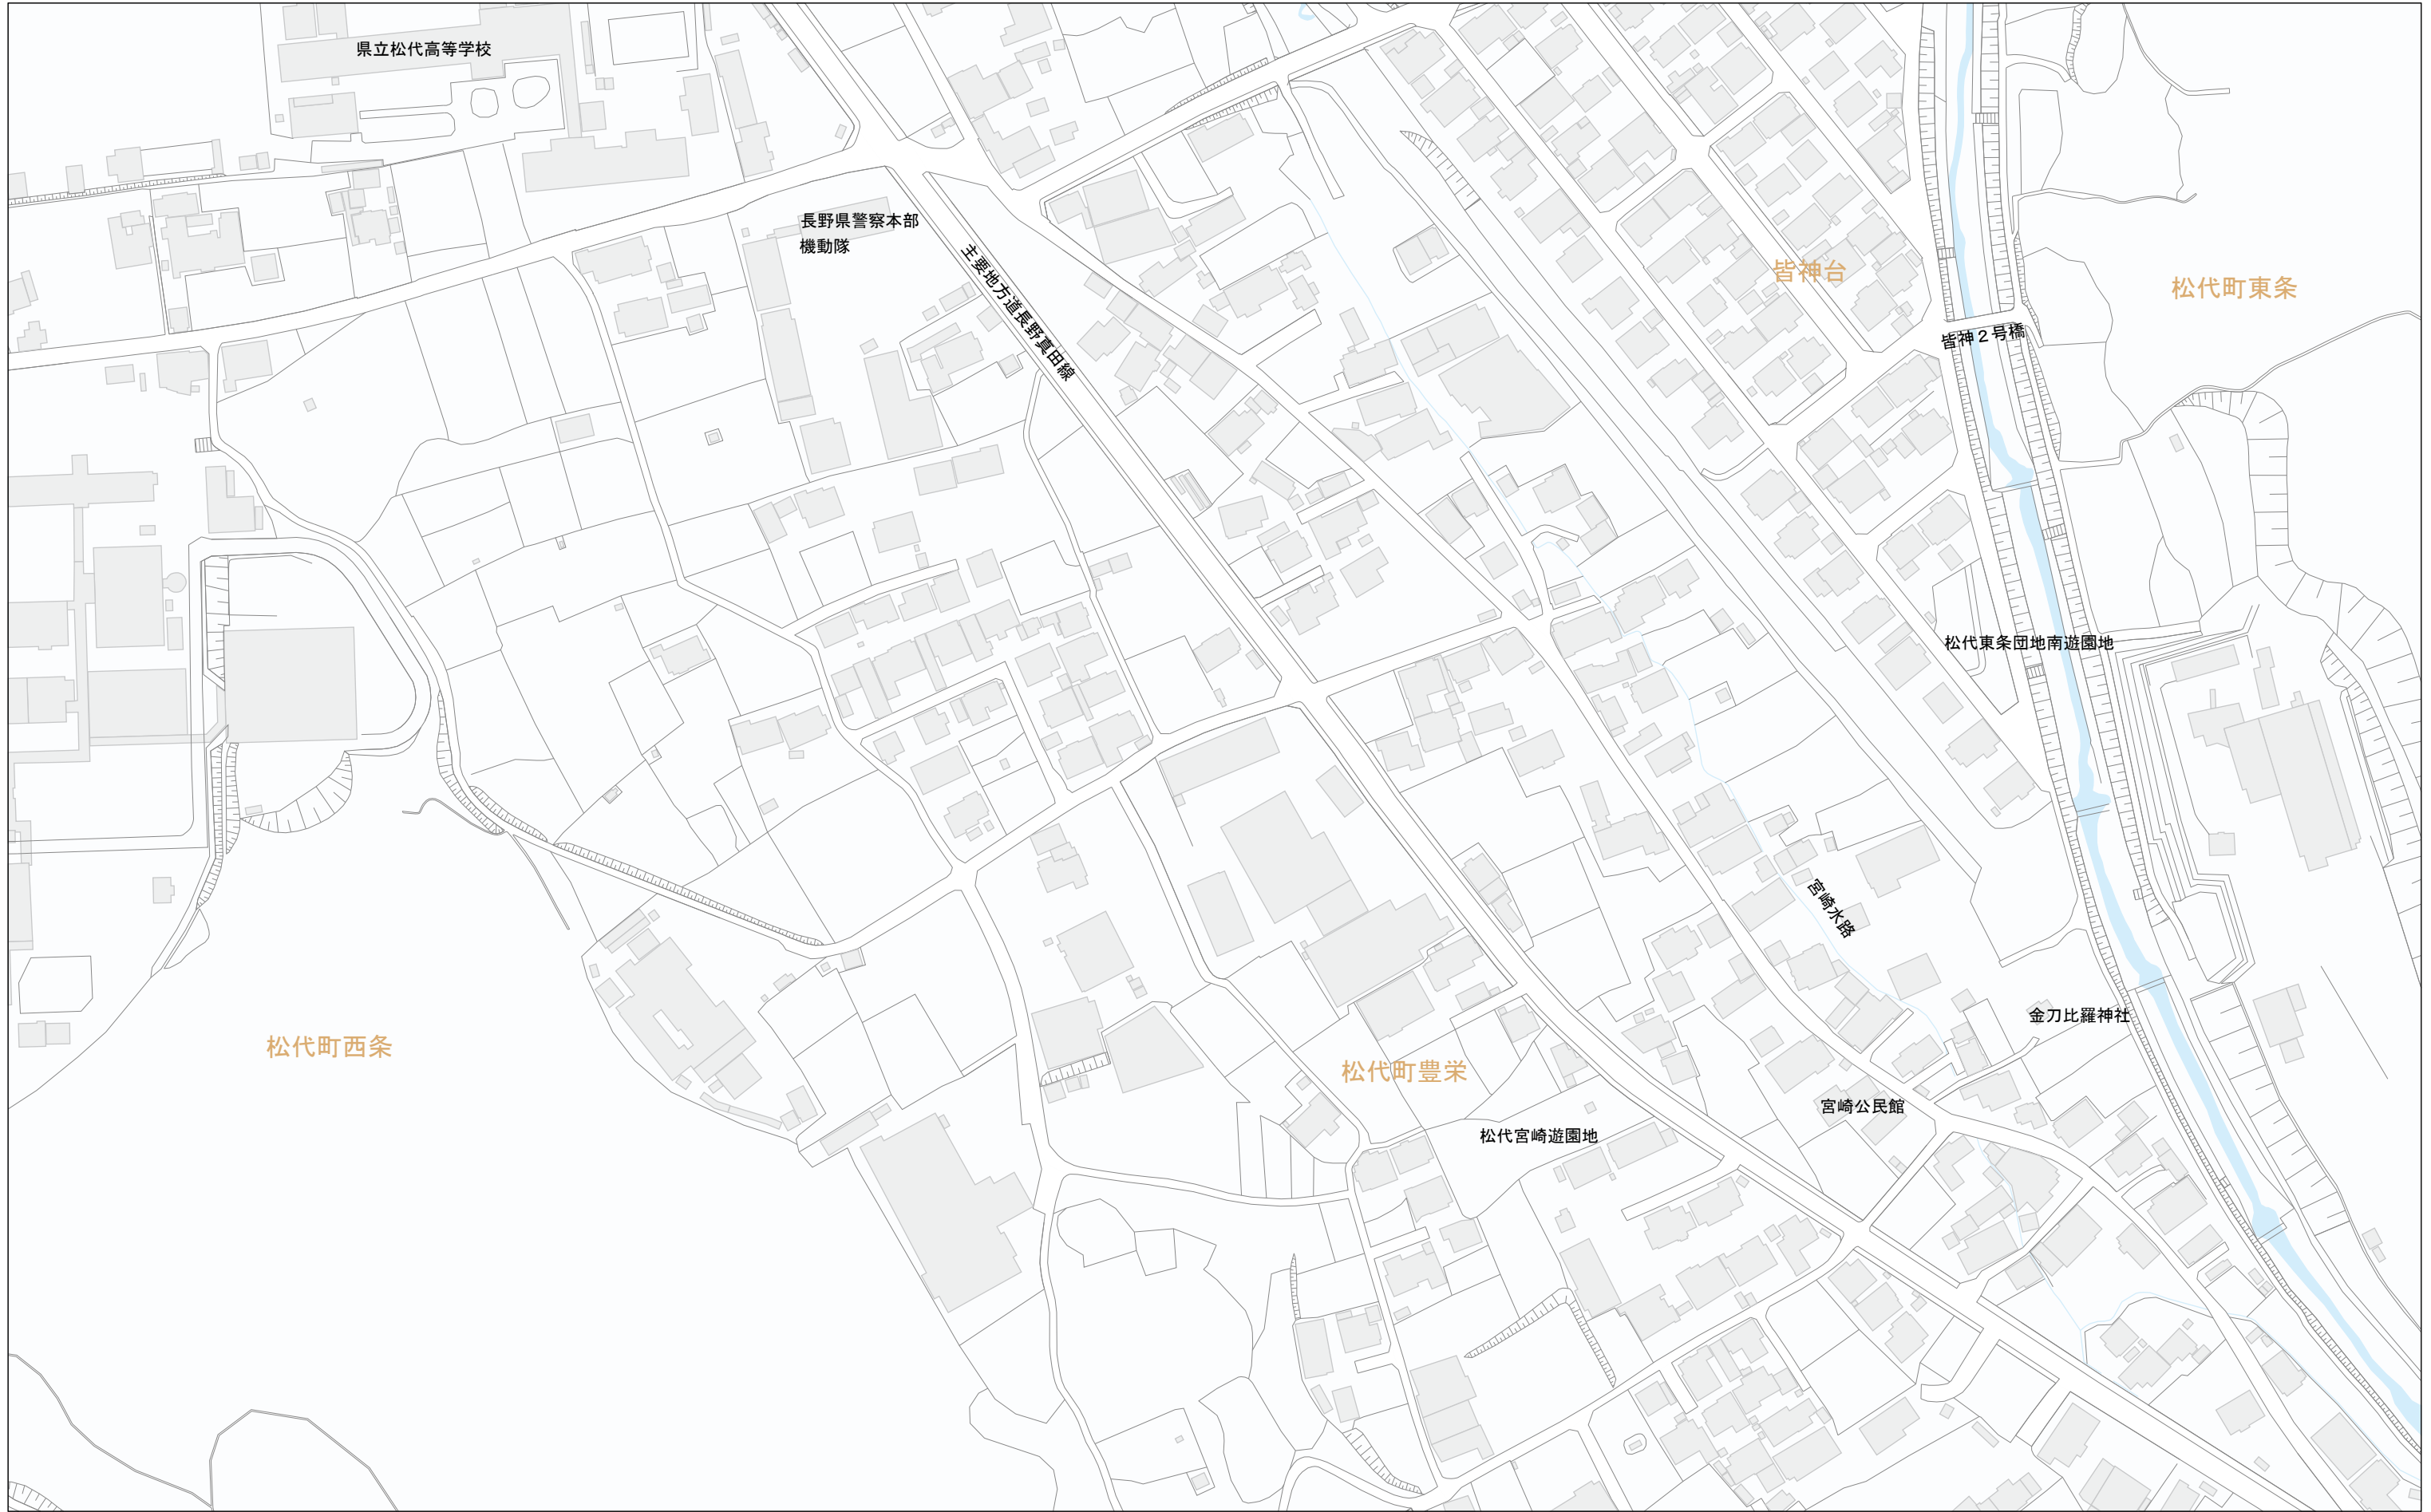 県立松代高等学校
長野県警察本部
機動隊
主要地方道長野真田線
皆神台
松代町東条
皆神２号橋
松代東条団地南遊園地
宮崎水路
金刀比羅神社
松代町西条
松代町豊栄
宮崎公民館
松代宮崎遊園地